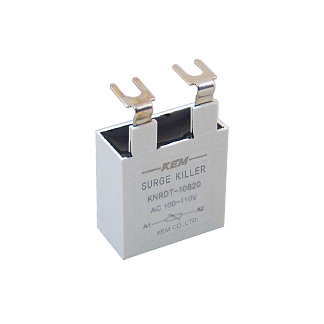 KEM
SURGE KILLER
KNRDT-10820
AC 100~110V
A1 A2
KEM CO.,LTD